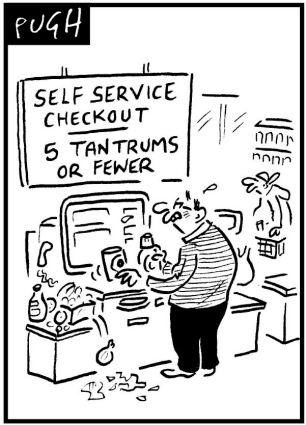 PUGH
SELF SERVICE
CHECKOUT
5 TANTRUMS
OR FEWER